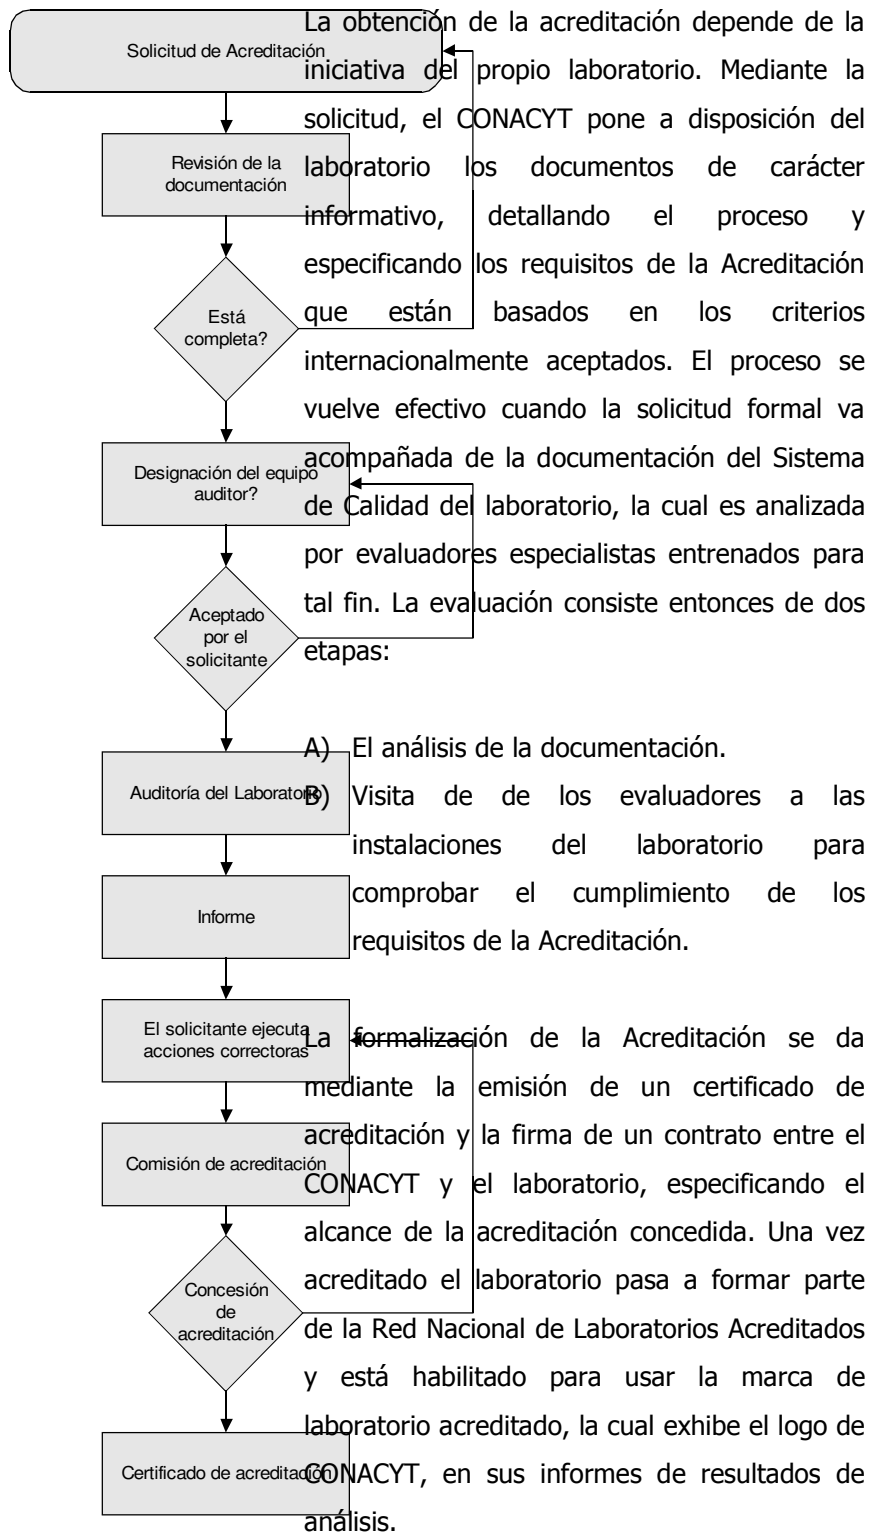 Solicitud de Acreditación
Revisión de la
documentación
Está
completa?
Designación del equipo
auditor?
Aceptado
por el
solicitante
Auditoría del Laboratorio
Informe
El solicitante ejecuta
acciones correctoras
Comisión de acreditación
Concesión
de
acreditación
Certificado de acreditación
La obtención de la acreditación depende de la
iniciativa del propio laboratorio. Mediante la
solicitud, el CONACYT pone a disposición del
laboratorio los documentos de carácter
informativo, detallando el proceso y
especificando los requisitos de la Acreditación
que están basados en los criterios
internacionalmente aceptados. El proceso se
vuelve efectivo cuando la solicitud formal va
acompañada de la documentación del Sistema
de Calidad del laboratorio, la cual es analizada
por evaluadores especialistas entrenados para
tal fin. La evaluación consiste entonces de dos
etapas:
A) El análisis de la documentación.
B) Visita de de los evaluadores a las
instalaciones del laboratorio para
comprobar el cumplimiento de los
requisitos de la Acreditación.
La formalización de la Acreditación se da
mediante la emisión de un certificado de
acreditación y la firma de un contrato entre el
CONACYT y el laboratorio, especificando el
alcance de la acreditación concedida. Una vez
acreditado el laboratorio pasa a formar parte
de la Red Nacional de Laboratorios Acreditados
y está habilitado para usar la marca de
laboratorio acreditado, la cual exhibe el logo de
CONACYT, en sus informes de resultados de
análisis.